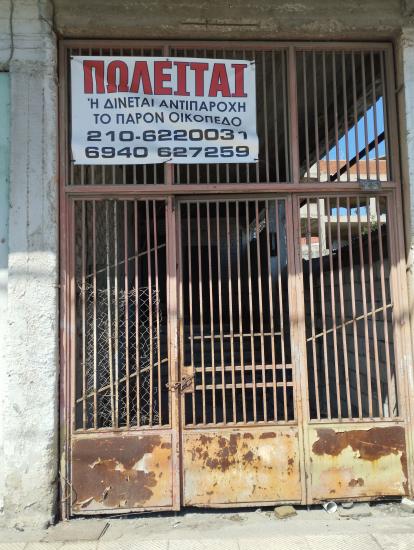 ΠΩΛΕΙΤΑΙ
Ή ΔΙΝΕΤΑΙ ΑΝΤΙΠΑΡΟΧΗ
ΤΟ ΠΑΡΟΝ ΟΙΚΟΠΕΔΟ
210-6220031
6940 627259